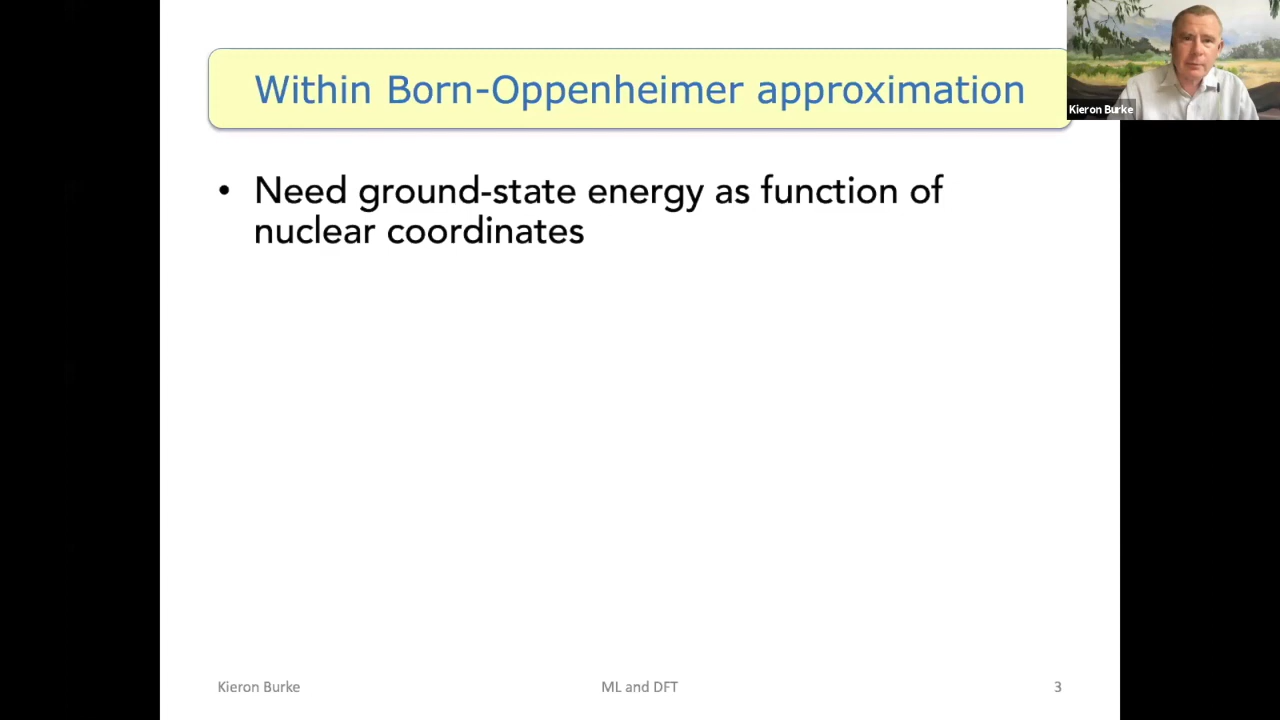 Within Born-Oppenheimer approximation
Kieron Burke
• Need ground-state energy as function of
nuclear coordinates
Kieron Burke
ML and DFT
3